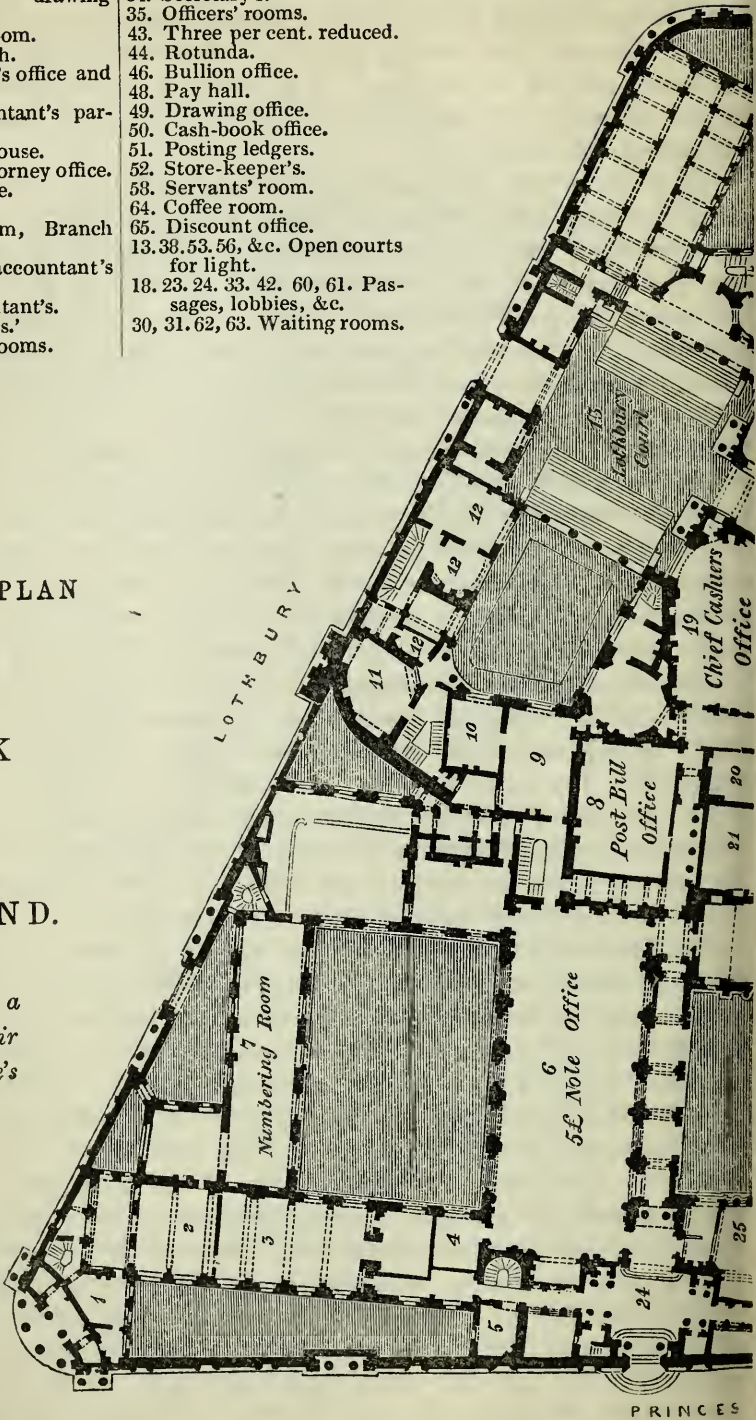 drawing
35. Officers' rooms.
43. Three per cent. reduced.
44. Rotunda.
46. Bullion office.
48. Pay hall.
49. Drawing office.
50. Cash-book office.
51. Posting ledgers.
52. Store-keeper's.
58. Servants' room.
64. Coffee room.
65. Discount office.
13.38.53.56, &c. Open courts
for light.
18. 23. 24. 33. 42. 60, 61. Pas-
sages, lobbies, &c.
30, 31. 62, 63. Waiting rooms.
om.
h.
's office and
ntant's par-
ouse.
orney office.
e.
m, Branch
accountant's
tant's.
s.'
ooms.
PLAN
K
ND.
a
ir
e's
LOTHBURY
15
Lothbury
Court
12
12
12
11
10
9
19
Chief Cashiers
Office
8
Post Bill
Office
20
21
7
Numbering Room
6
5£ Note Office
1
2
3
4
5
24
25
PRINCES